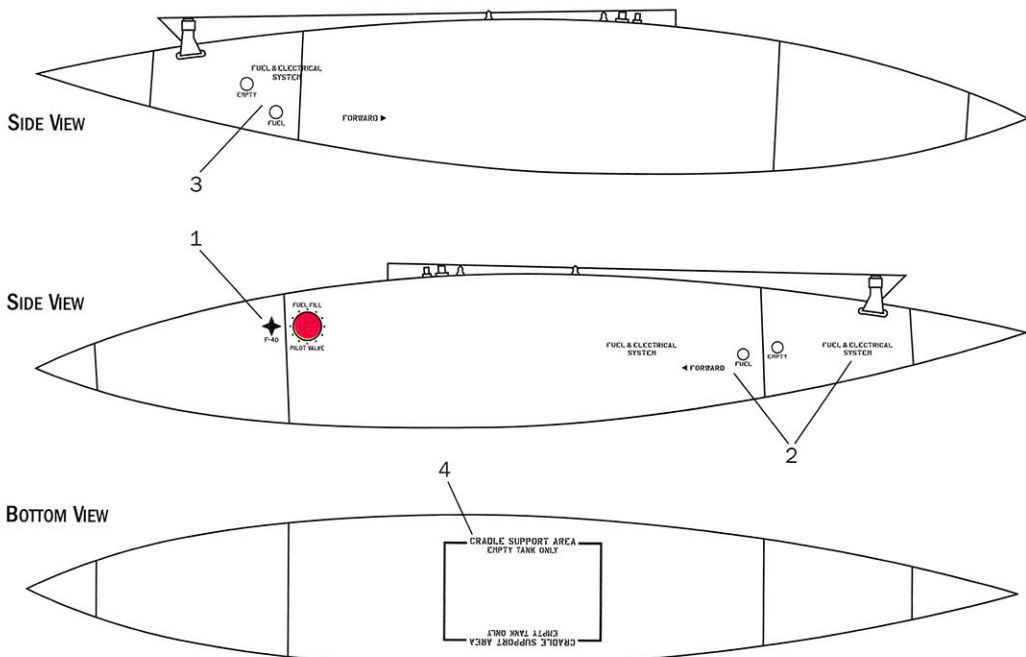 FUEL & ELECTRICAL
SYSTEM
EMPTY
FUEL
FORWARD ▶
SIDE VIEW
3
1
SIDE VIEW
FUEL FILL
F-40
PILOT VALVE
FUEL & ELECTRICAL
SYSTEM
◀ FORWARD
FUEL
EMPTY
FUEL & ELECTRICAL
SYSTEM
2
4
BOTTOM VIEW
CRADLE SUPPORT AREA
EMPTY TANK ONLY
EMPTY TANK ONLY
CRADLE SUPPORT AREA